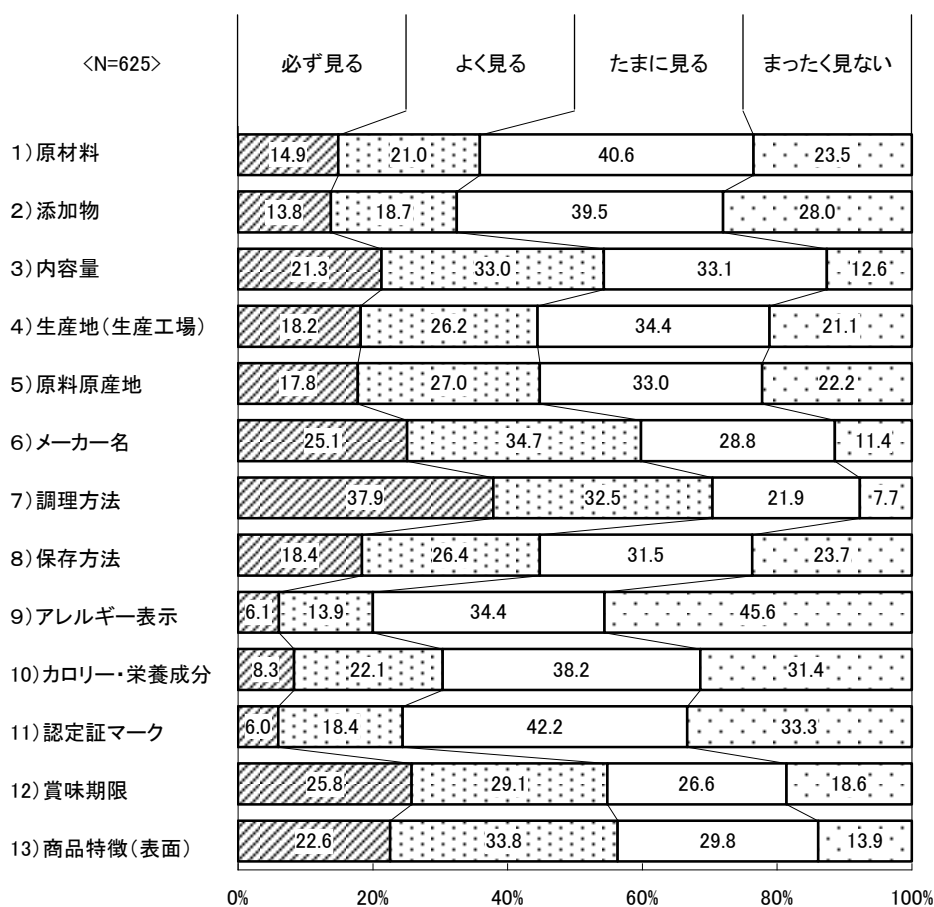 <N=625> 必ず見る よく見る たまに見る まったく見ない
1)原材料 14.9 21.0 40.6 23.5
2)添加物 13.8 18.7 39.5 28.0
3)内容量 21.3 33.0 33.1 12.6
4)生産地(生産工場) 18.2 26.2 34.4 21.1
5)原料原産地 17.8 27.0 33.0 22.2
6)メーカー名 25.1 34.7 28.8 11.4
7)調理方法 37.9 32.5 21.9 7.7
8)保存方法 18.4 26.4 31.5 23.7
9)アレルギー表示 6.1 13.9 34.4 45.6
10)カロリー・栄養成分 8.3 22.1 38.2 31.4
11)認定証マーク 6.0 18.4 42.2 33.3
12)賞味期限 25.8 29.1 26.6 18.6
13)商品特徴(表面) 22.6 33.8 29.8 13.9
0% 20% 40% 60% 80% 100%